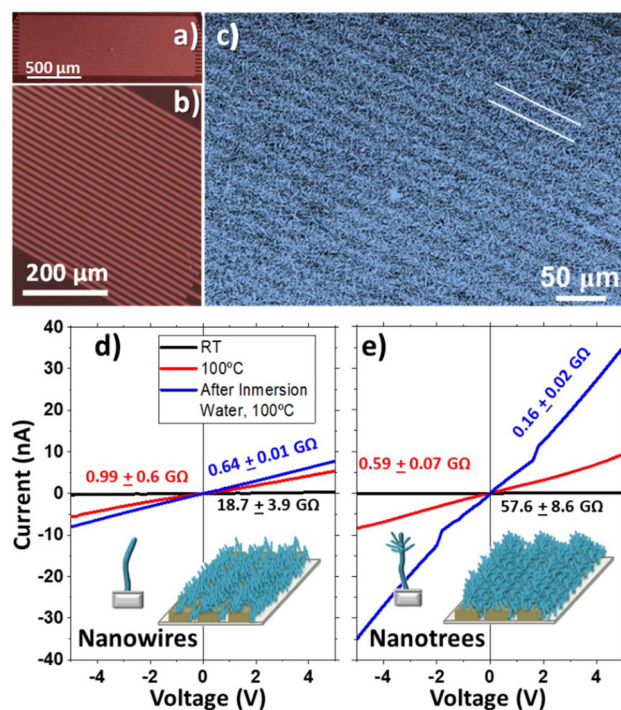 a)
500 µm
b)
200 µm
c)
50 µm
d)
RT
100ºC
After Inmersion
Water, 100ºC
0.99 ± 0.6 GΩ
0.64 ± 0.01 GΩ
18.7 ± 3.9 GΩ
Nanowires
e)
0.16 ± 0.02 GΩ
0.59 ± 0.07 GΩ
57.6 ± 8.6 GΩ
Nanotrees
Current (nA)
40
30
20
10
0
-10
-20
-30
-40
-4 -2 0 2 4
-4 -2 0 2 4
Voltage (V)
Voltage (V)